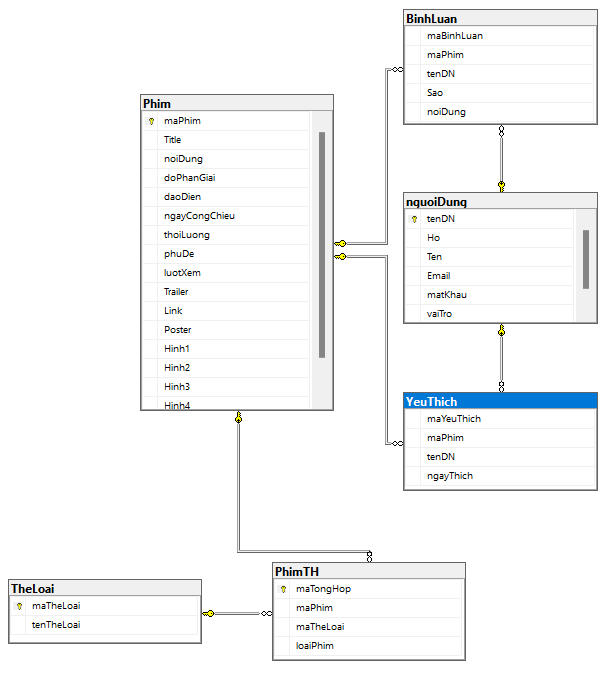 BinhLuan
maBinhLuan
maPhim
tenDN
Sao
noiDung
Phim
maPhim
Title
noiDung
doPhanGiai
daoDien
ngayCongChieu
thoiLuong
phuDe
luotXem
Trailer
Link
Poster
Hinh1
Hinh2
Hinh3
Hinh4
nguoiDung
tenDN
Ho
Ten
Email
matKhau
vaiTro
YeuThich
maYeuThich
maPhim
tenDN
ngayThich
TheLoai
maTheLoai
tenTheLoai
PhimTH
maTongHop
maPhim
maTheLoai
loaiPhim